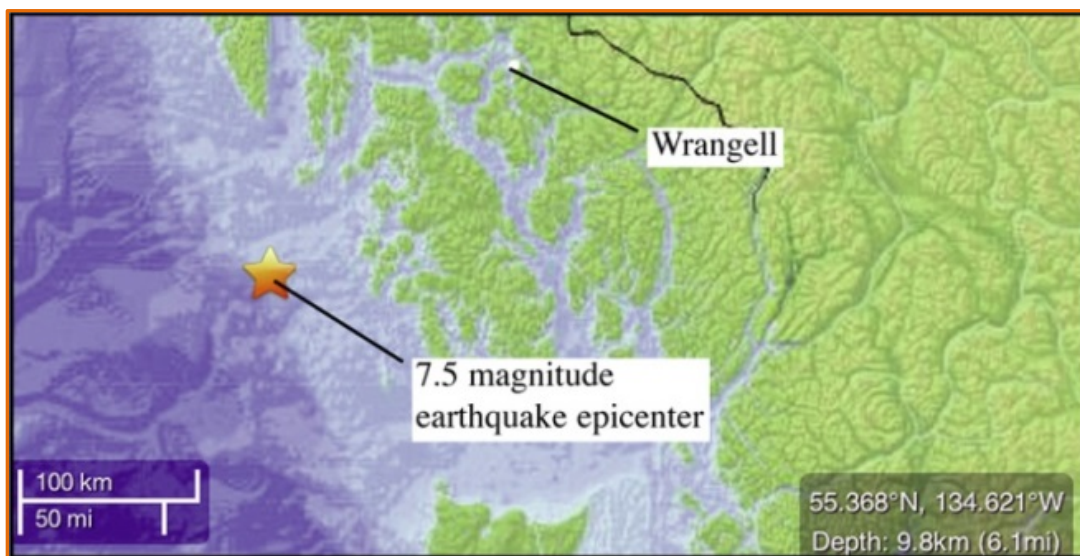 Wrangell
7.5 magnitude
earthquake epicenter
100 km
50 mi
55.368°N, 134.621°W
Depth: 9.8km (6.1mi)